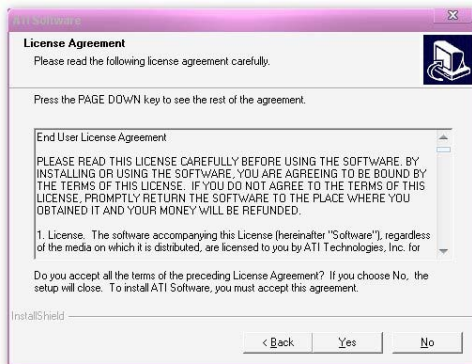 ATI Software
License Agreement
Please read the following license agreement carefully.
Press the PAGE DOWN key to see the rest of the agreement.
End User License Agreement
PLEASE READ THIS LICENSE CAREFULLY BEFORE USING THE SOFTWARE. BY
INSTALLING OR USING THE SOFTWARE, YOU ARE AGREEING TO BE BOUND BY
THE TERMS OF THIS LICENSE. IF YOU DO NOT AGREE TO THE TERMS OF THIS
LICENSE, PROMPTLY RETURN THE SOFTWARE TO THE PLACE WHERE YOU
OBTAINED IT AND YOUR MONEY WILL BE REFUNDED.
1. License. The software accompanying this License (hereinafter "Software"), regardless
of the media on which it is distributed, are licensed to you by ATI Technologies, Inc. for
Do you accept all the terms of the preceding License Agreement? If you choose No, the
setup will close. To install ATI Software, you must accept this agreement.
InstallShield
< Back Yes No